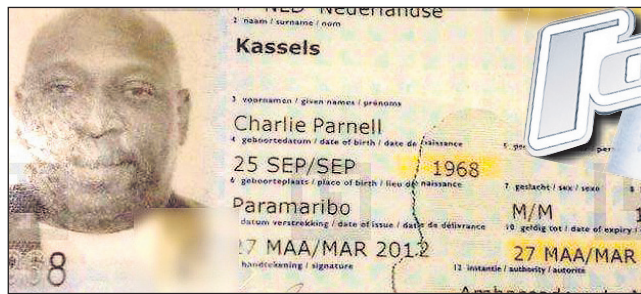 NED Nederlandse
2 naam / surname / nom
Kassels
3 voornamen / given names / prénoms
Charlie Parnell
4 geboortedatum / date of birth / date de naissance
25 SEP/SEP 1968
6 geboorteplaats / place of birth / lieu de naissance 7 geslacht / sex / sexe
Paramaribo M/M 1
datum verstrekking / date of issue / date de délivrance 10 geldig tot / date of expiry /
27 MAA/MAR 2012 27 MAA/MAR
handtekening / signature 12 instantie / authority / autorité
8